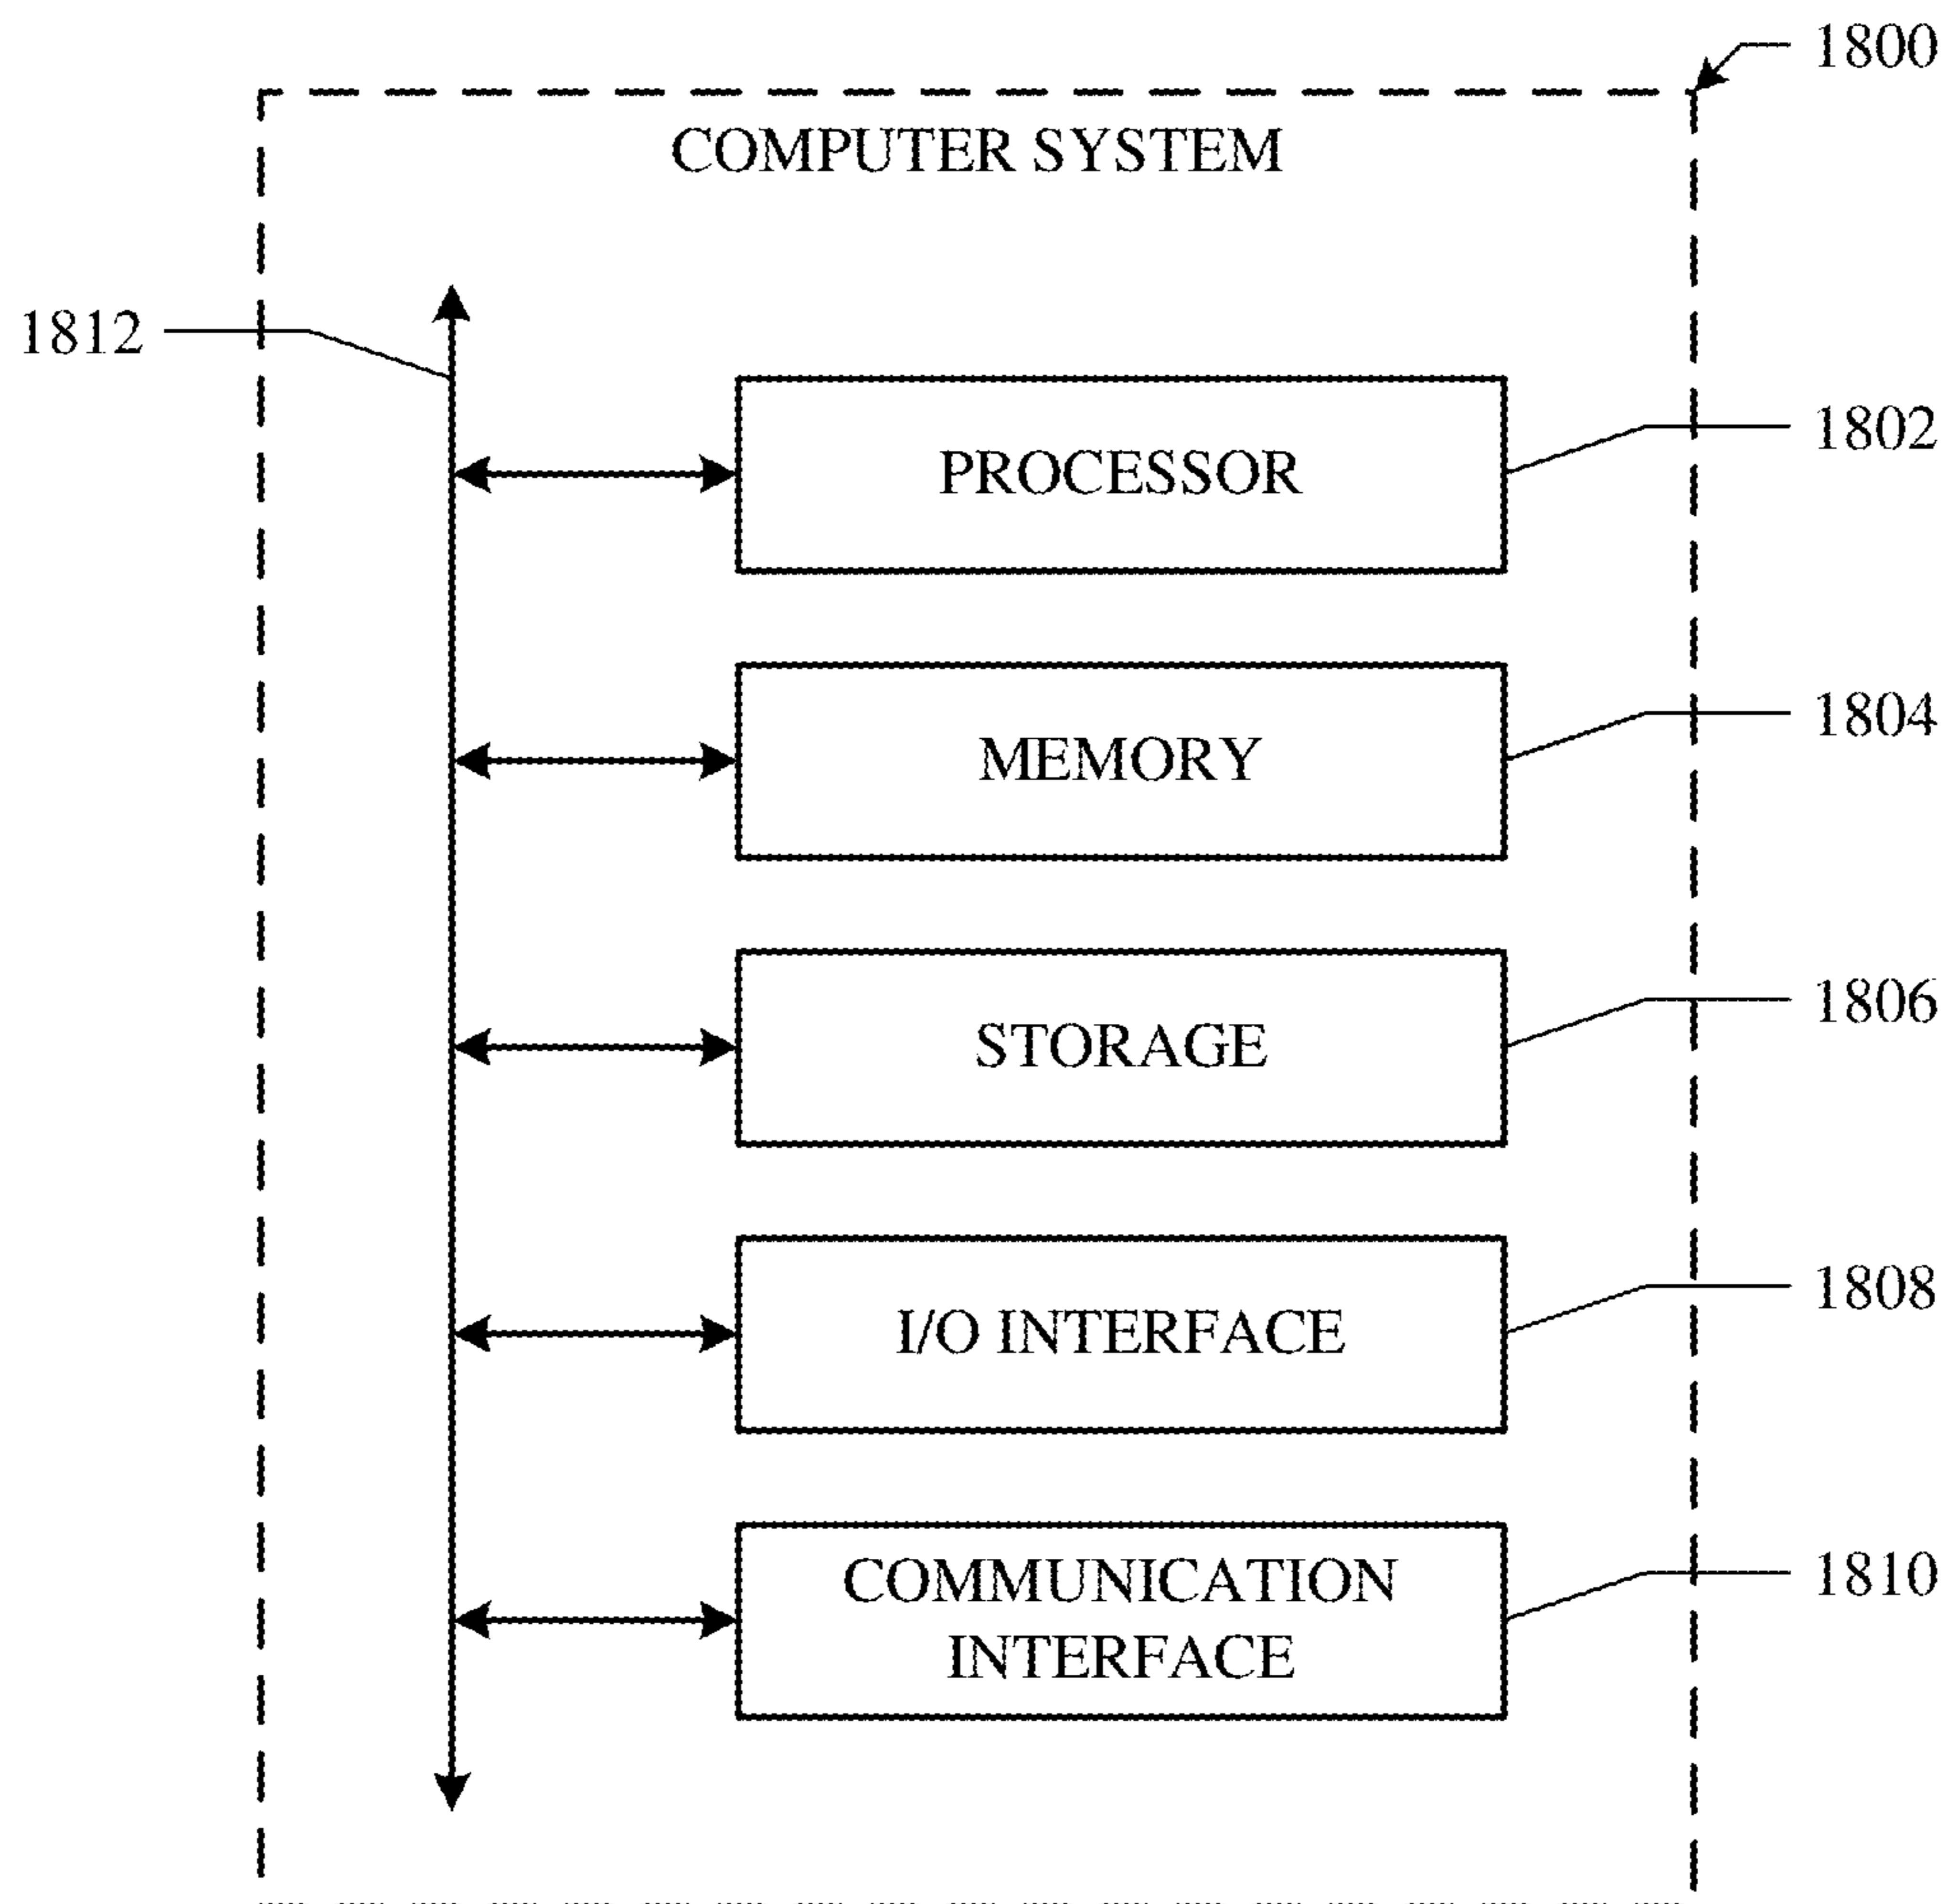 1800
COMPUTER SYSTEM
1812
PROCESSOR
1802
MEMORY
1804
STORAGE
1806
I/O INTERFACE
1808
COMMUNICATION
INTERFACE
1810